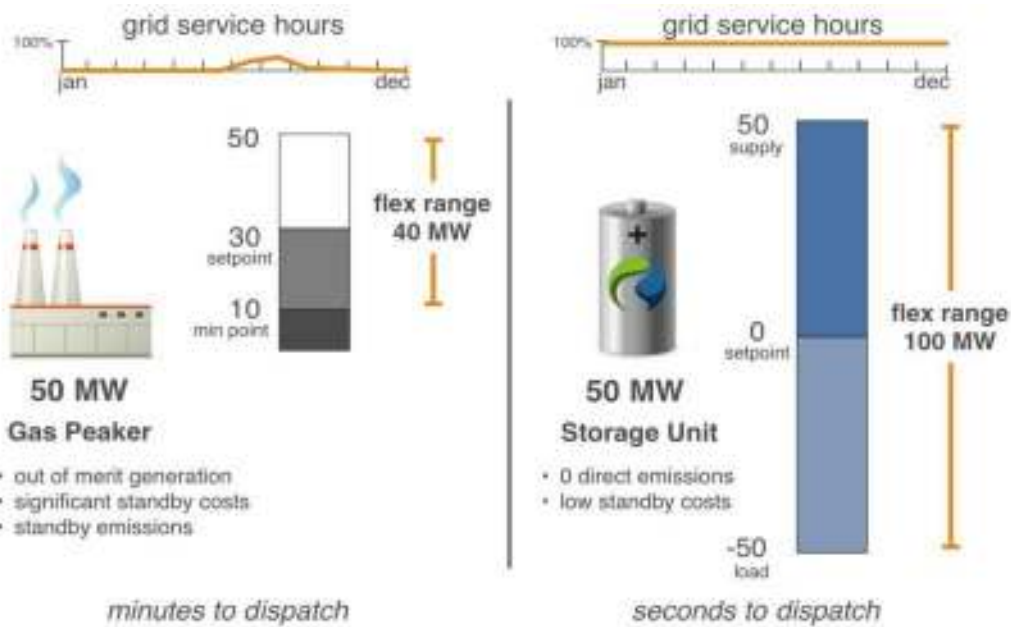 grid service hours
100%
jan
dec
50
30
setpoint
10
min point
flex range
40 MW
50 MW
Gas Peaker
• out of merit generation
• significant standby costs
• standby emissions
minutes to dispatch
grid service hours
100%
jan
dec
50
supply
0
setpoint
-50
load
flex range
100 MW
+
50 MW
Storage Unit
• 0 direct emissions
• low standby costs
seconds to dispatch